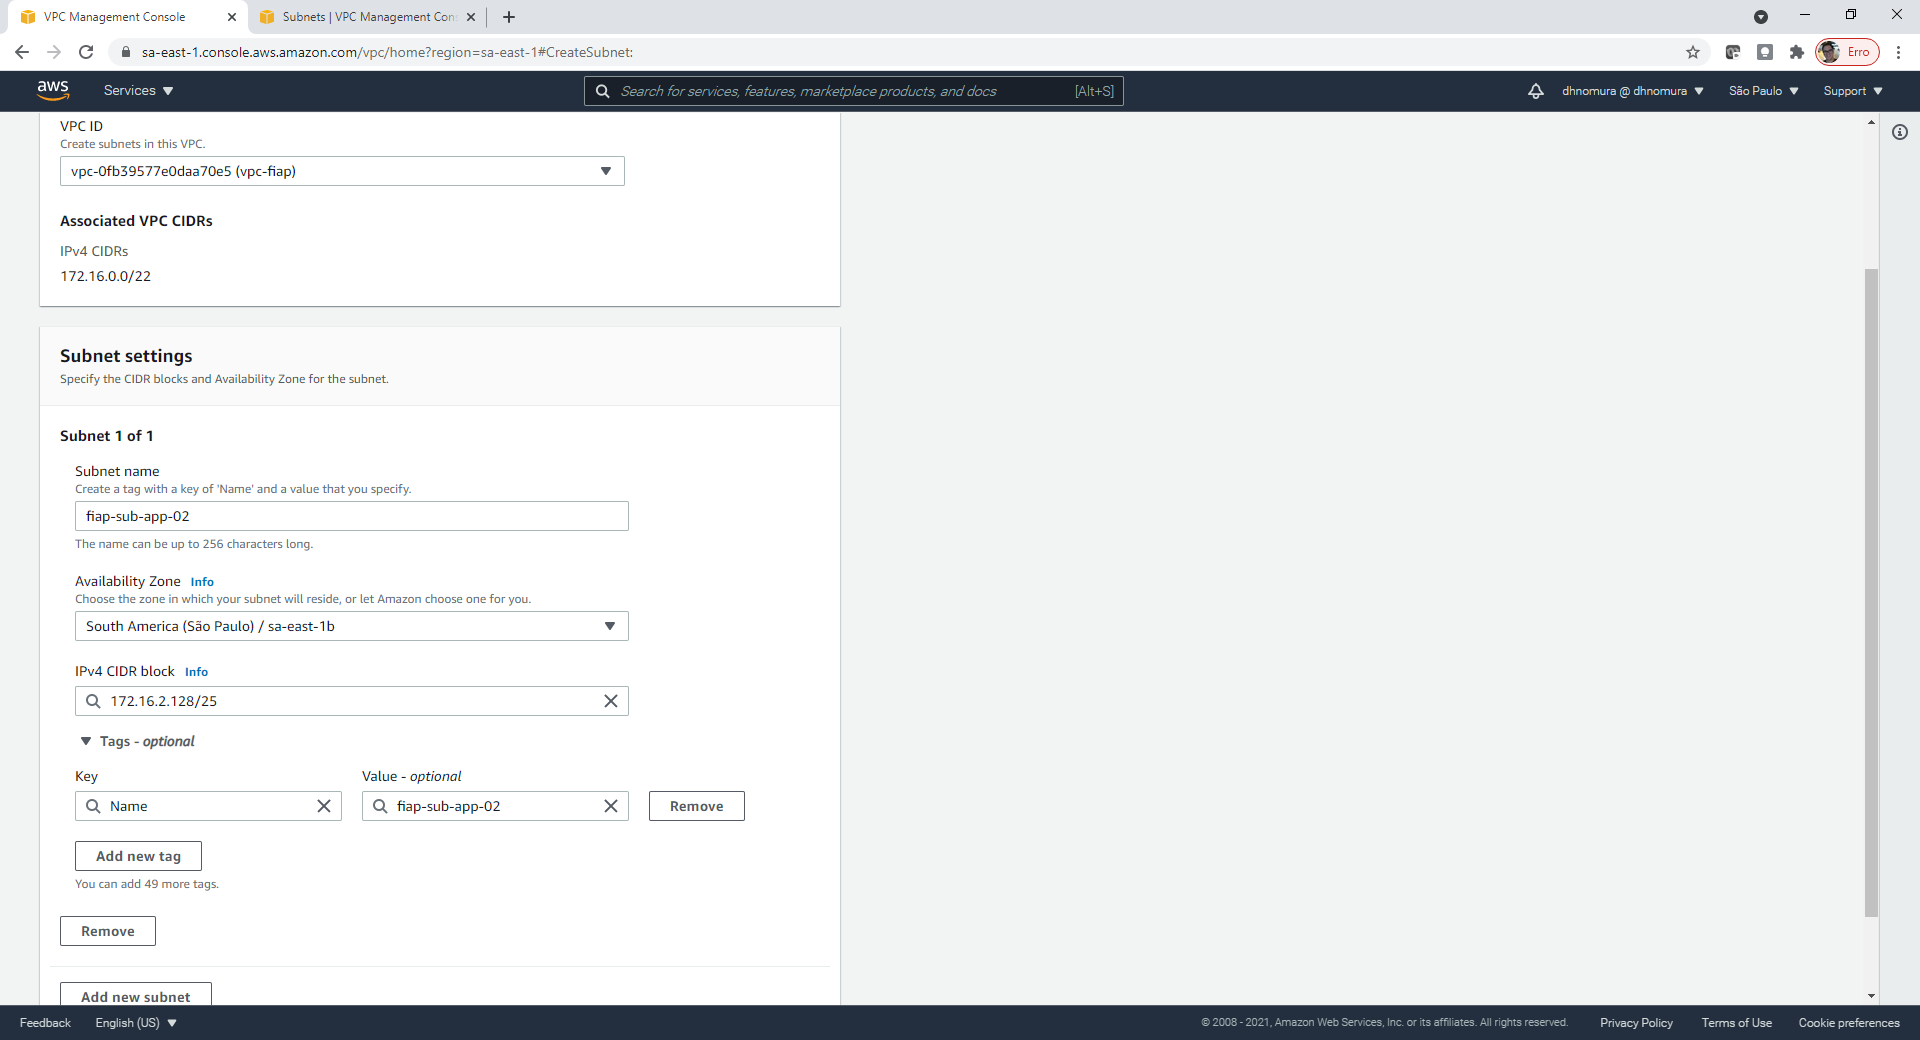 VPC Management Console
Subnets | VPC Management Con
sa-east-1.console.aws.amazon.com/vpc/home?region=sa-east-1#CreateSubnet:
Erro
aws
Services
Search for services, features, marketplace products, and docs
[Alt+S]
dhnomura @ dhnomura
São Paulo
Support
VPC ID
Create subnets in this VPC.
vpc-0fb39577e0daa70e5 (vpc-fiap)
Associated VPC CIDRs
IPv4 CIDRs
172.16.0.0/22
Subnet settings
Specify the CIDR blocks and Availability Zone for the subnet.
Subnet 1 of 1
Subnet name
Create a tag with a key of 'Name' and a value that you specify.
fiap-sub-app-02
The name can be up to 256 characters long.
Availability Zone Info
Choose the zone in which your subnet will reside, or let Amazon choose one for you.
South America (São Paulo) / sa-east-1b
IPv4 CIDR block Info
172.16.2.128/25
Tags - optional
Key
Value - optional
Name
fiap-sub-app-02
Remove
Add new tag
You can add 49 more tags.
Remove
Add new subnet
Feedback
English (US)
© 2008 - 2021, Amazon Web Services, Inc. or its affiliates. All rights reserved.
Privacy Policy
Terms of Use
Cookie preferences